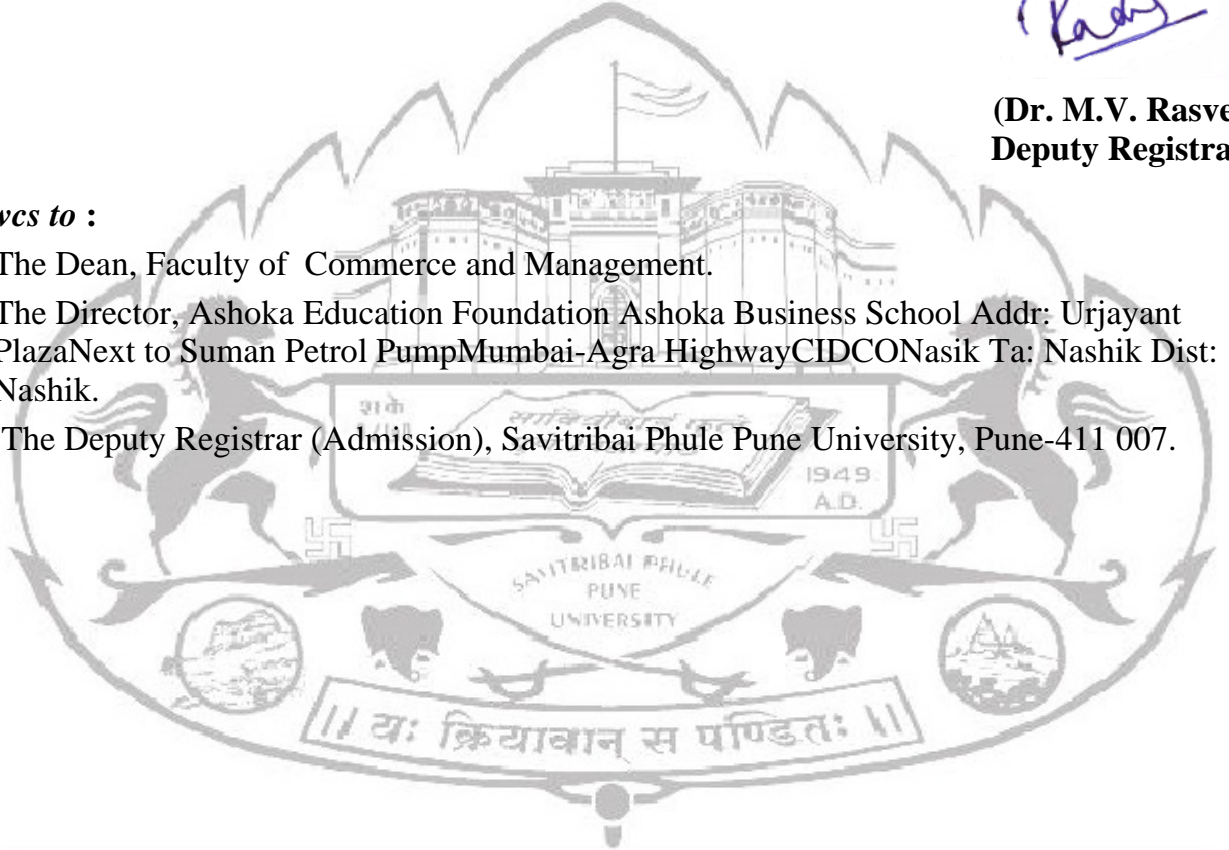 (Dr. M.V. Rasve
Deputy Registra
wcs to :
The Dean, Faculty of Commerce and Management.
The Director, Ashoka Education Foundation Ashoka Business School Addr: Urjayant
PlazaNext to Suman Petrol PumpMumbai-Agra HighwayCIDCONasik Ta: Nashik Dist:
Nashik.
The Deputy Registrar (Admission), Savitribai Phule Pune University, Pune-411 007.
1949
A.D.
SAVITRIBAI PHULE
PUNE
UNIVERSITY
|| यः क्रियावान् स पण्डितः ||